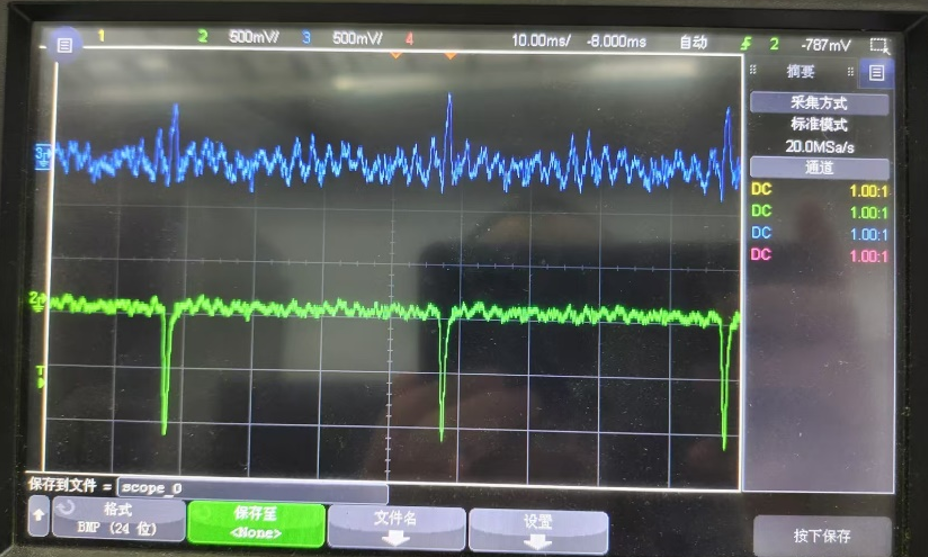 1 2 500mV/ 3 500mV/ 4 10.00ms/ -8.000ms 自动 2 -787mV
摘要
采集方式
标准模式
20.0MSa/s
通道
DC 1.00:1
DC 1.00:1
DC 1.00:1
DC 1.00:1
3
2
T
保存到文件 = scope_0
格式
BMP (24 位)
保存至
<None>
文件名
设置
按下保存